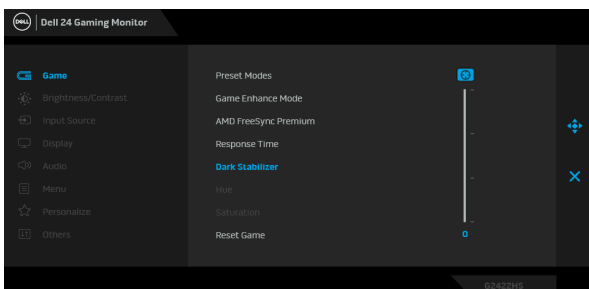 DELL Dell 24 Gaming Monitor
Game
Brightness/Contrast
Input Source
Display
Audio
Menu
Personalize
Others
Preset Modes
Game Enhance Mode
AMD FreeSync Premium
Response Time
Dark Stabilizer
Hue
Saturation
Reset Game
0
G2422HS